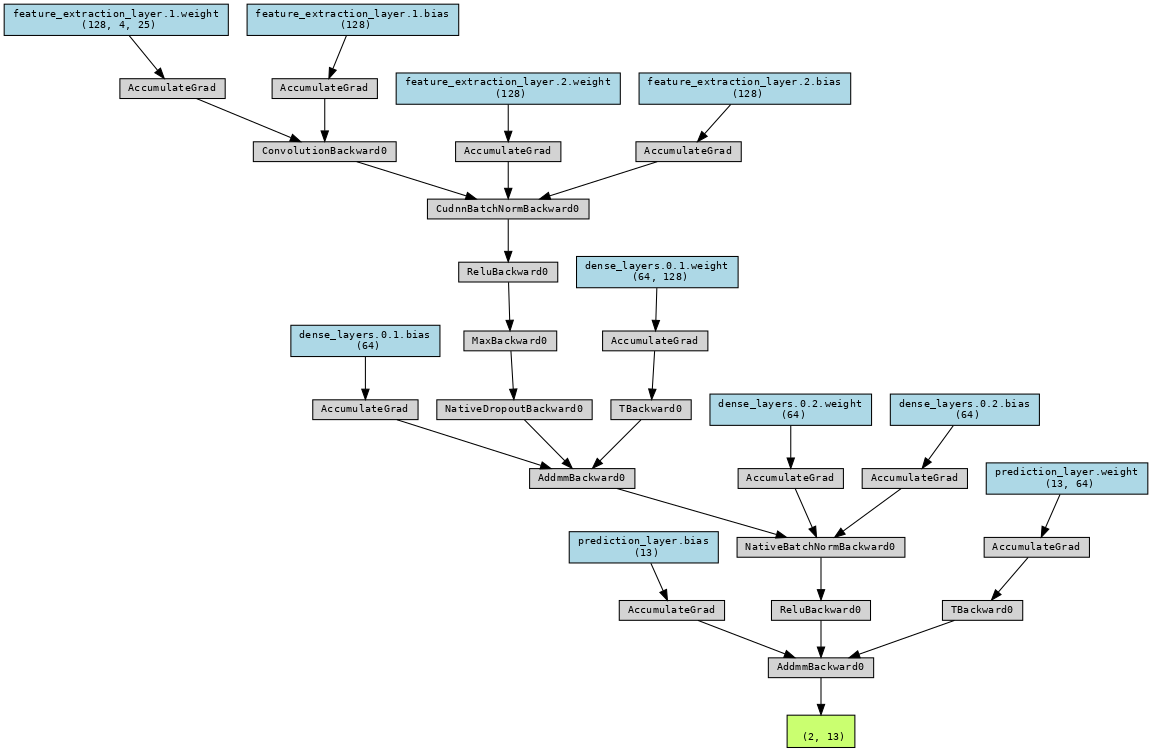 feature_extraction_layer.1.weight
(128, 4, 25)
feature_extraction_layer.1.bias
(128)
AccumulateGrad
AccumulateGrad
feature_extraction_layer.2.weight
(128)
feature_extraction_layer.2.bias
(128)
ConvolutionBackward0
AccumulateGrad
AccumulateGrad
CudnnBatchNormBackward0
ReluBackward0
dense_layers.0.1.weight
(64, 128)
dense_layers.0.1.bias
(64)
MaxBackward0
AccumulateGrad
AccumulateGrad
NativeDropoutBackward0
TBackward0
dense_layers.0.2.weight
(64)
dense_layers.0.2.bias
(64)
AddmmBackward0
AccumulateGrad
AccumulateGrad
prediction_layer.weight
(13, 64)
prediction_layer.bias
(13)
NativeBatchNormBackward0
AccumulateGrad
AccumulateGrad
ReluBackward0
TBackward0
AddmmBackward0
(2, 13)